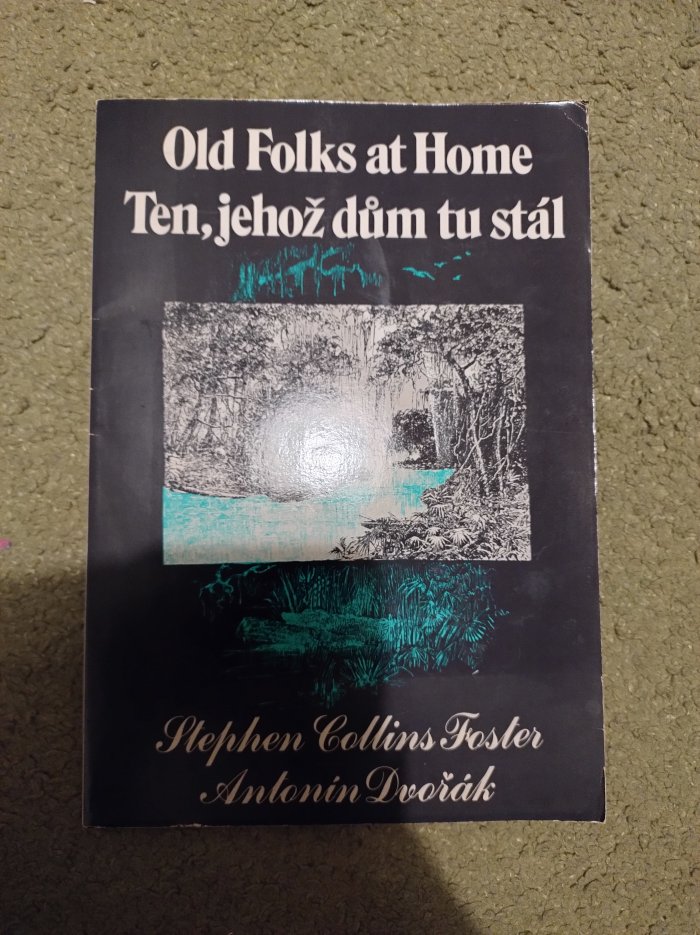 Old Folks at Home
Ten, jehož dům tu stál
Stephen Collins Foster
Antonín Dvořák